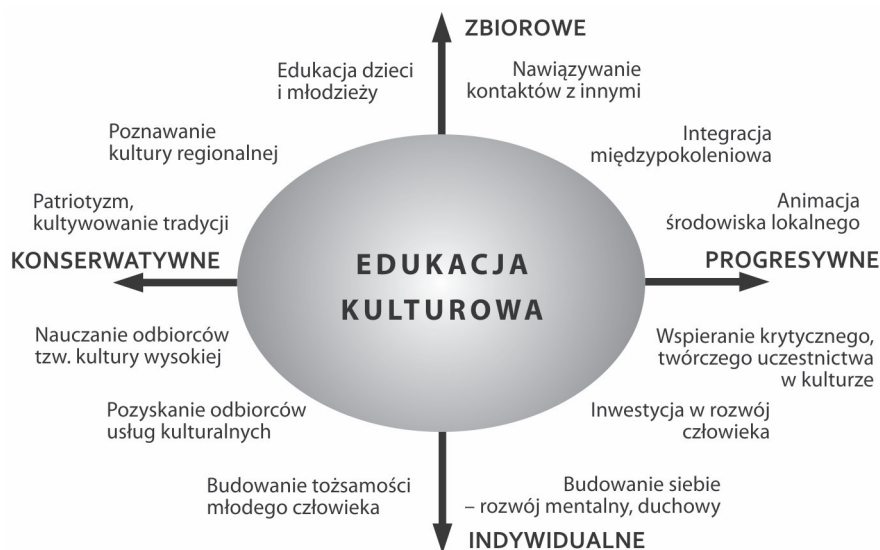 ZBIOROWE
Edukacja dzieci
i młodzieży
Nawiązywanie
kontaktów z innymi
Poznawanie
kultury regionalnej
Integracja
międzypokoleniowa
Patriotyzm,
kultywowanie tradycji
Animacja
środowiska lokalnego
KONSERWATYWNE
PROGRESYWNE
EDUKACJA
KULTUROWA
Nauczanie odbiorców
tzw. kultury wysokiej
Wspieranie krytycznego,
twórczego uczestnictwa
w kulturze
Pozyskanie odbiorców
usług kulturalnych
Inwestycja w rozwój
człowieka
Budowanie tożsamości
młodego człowieka
Budowanie siebie
– rozwój mentalny, duchowy
INDYWIDUALNE